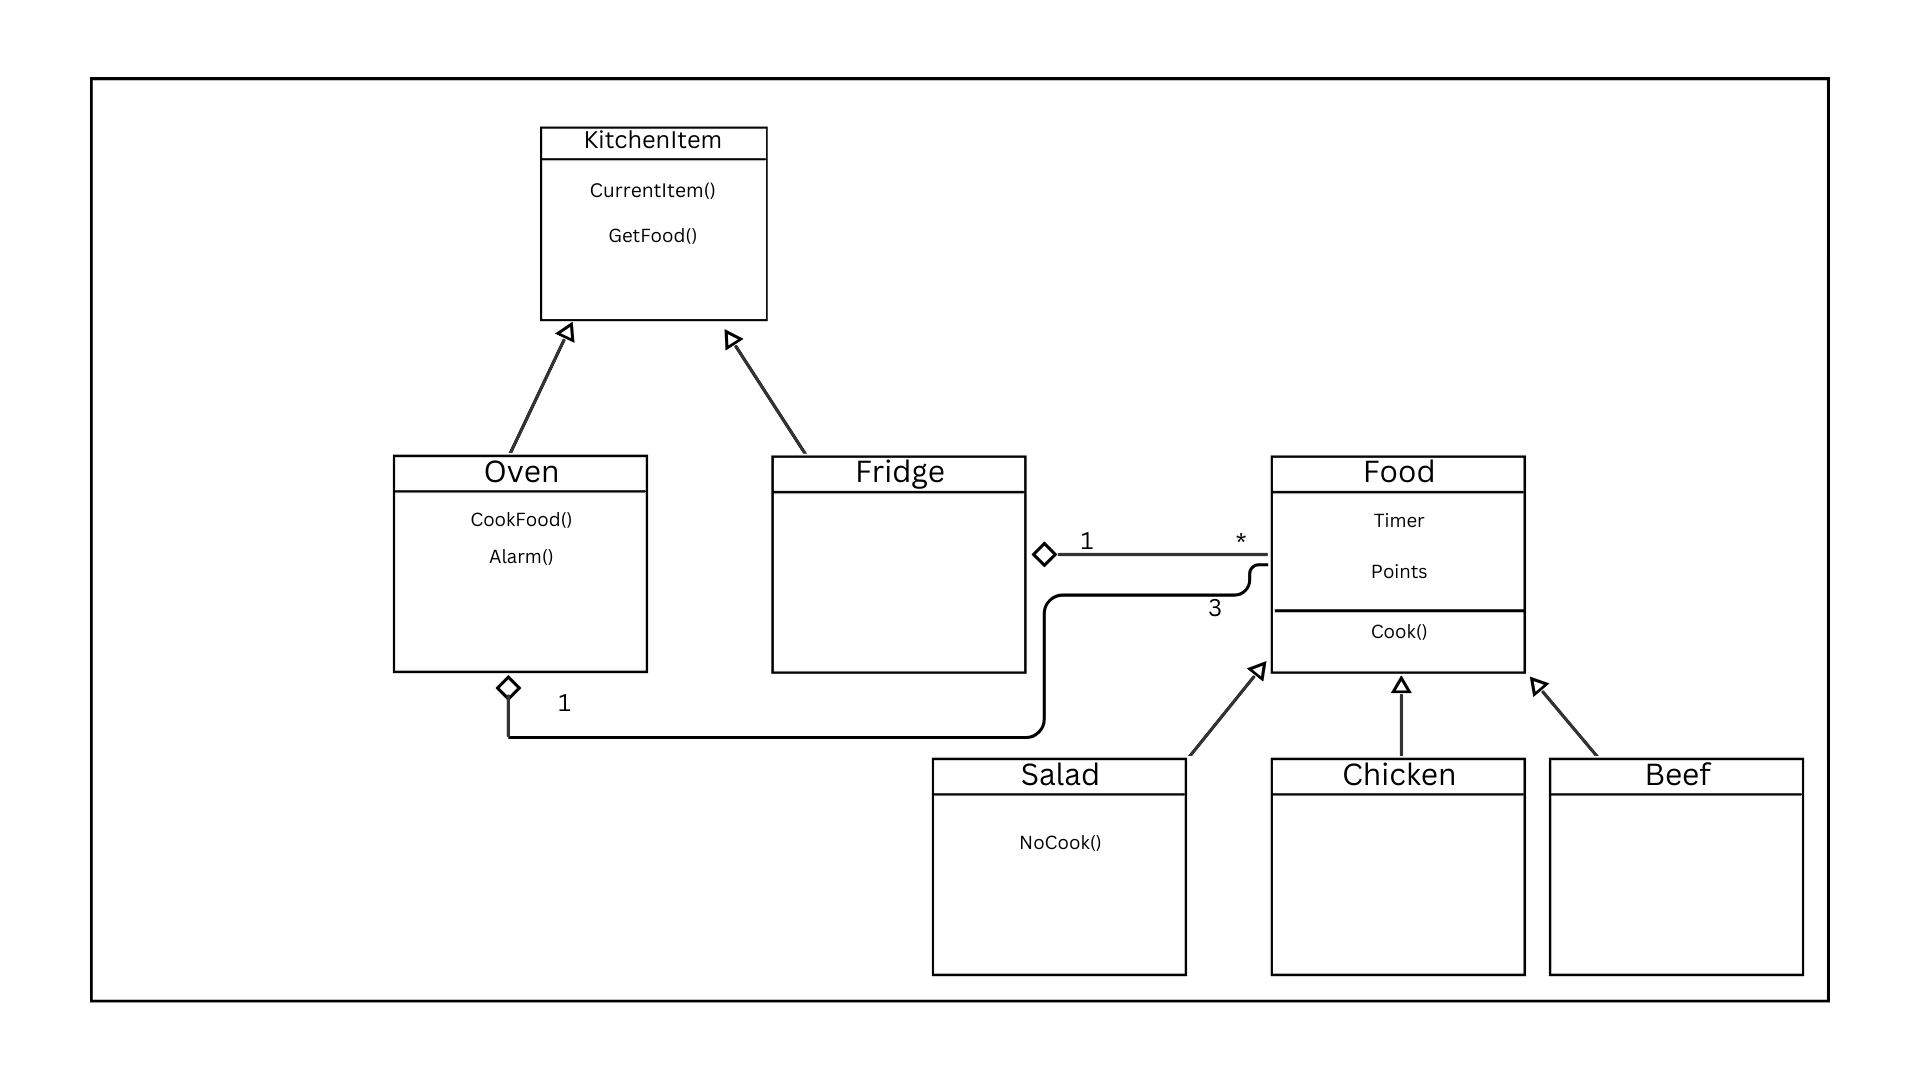 KitchenItem
CurrentItem()
GetFood()
Oven
CookFood()
Alarm()
Fridge
1
*
3
1
Food
Timer
Points
Cook()
Salad
NoCook()
Chicken
Beef